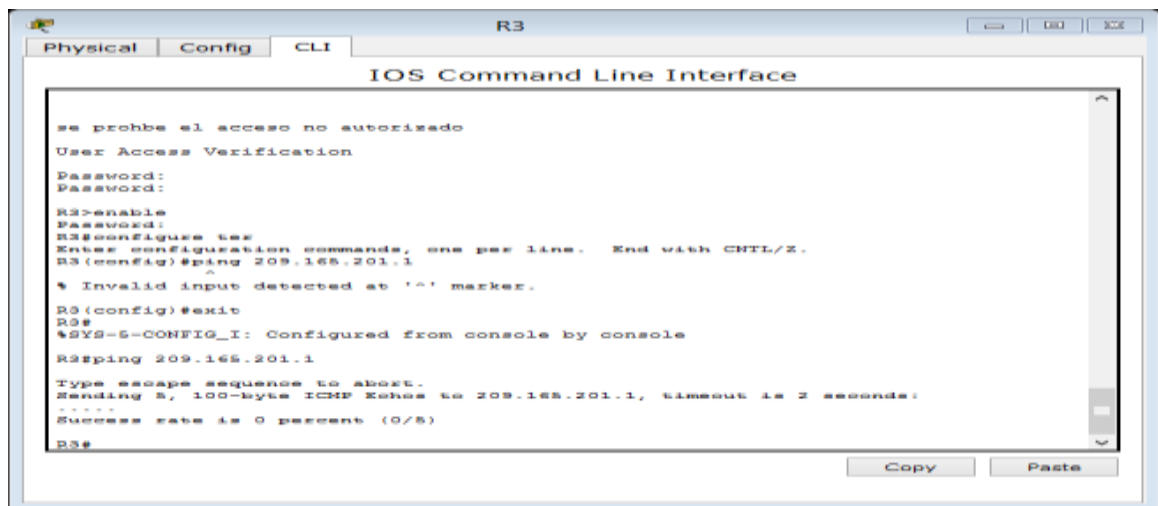 R3
Physical Config CLI
IOS Command Line Interface
se prohbe el acceso no autorizado
User Access Verification
Password:
Password:
R3>enable
Password:
R3#configure ter
Enter configuration commands, one per line. End with CNTL/Z.
R3(config)#ping 209.165.201.1
^
% Invalid input detected at '^' marker.
R3(config)#exit
R3#
%SYS-5-CONFIG_I: Configured from console by console
R3#ping 209.165.201.1
Type escape sequence to abort.
Sending 5, 100-byte ICMP Echos to 209.165.201.1, timeout is 2 seconds:
.....
Success rate is 0 percent (0/5)
R3#
Copy Paste